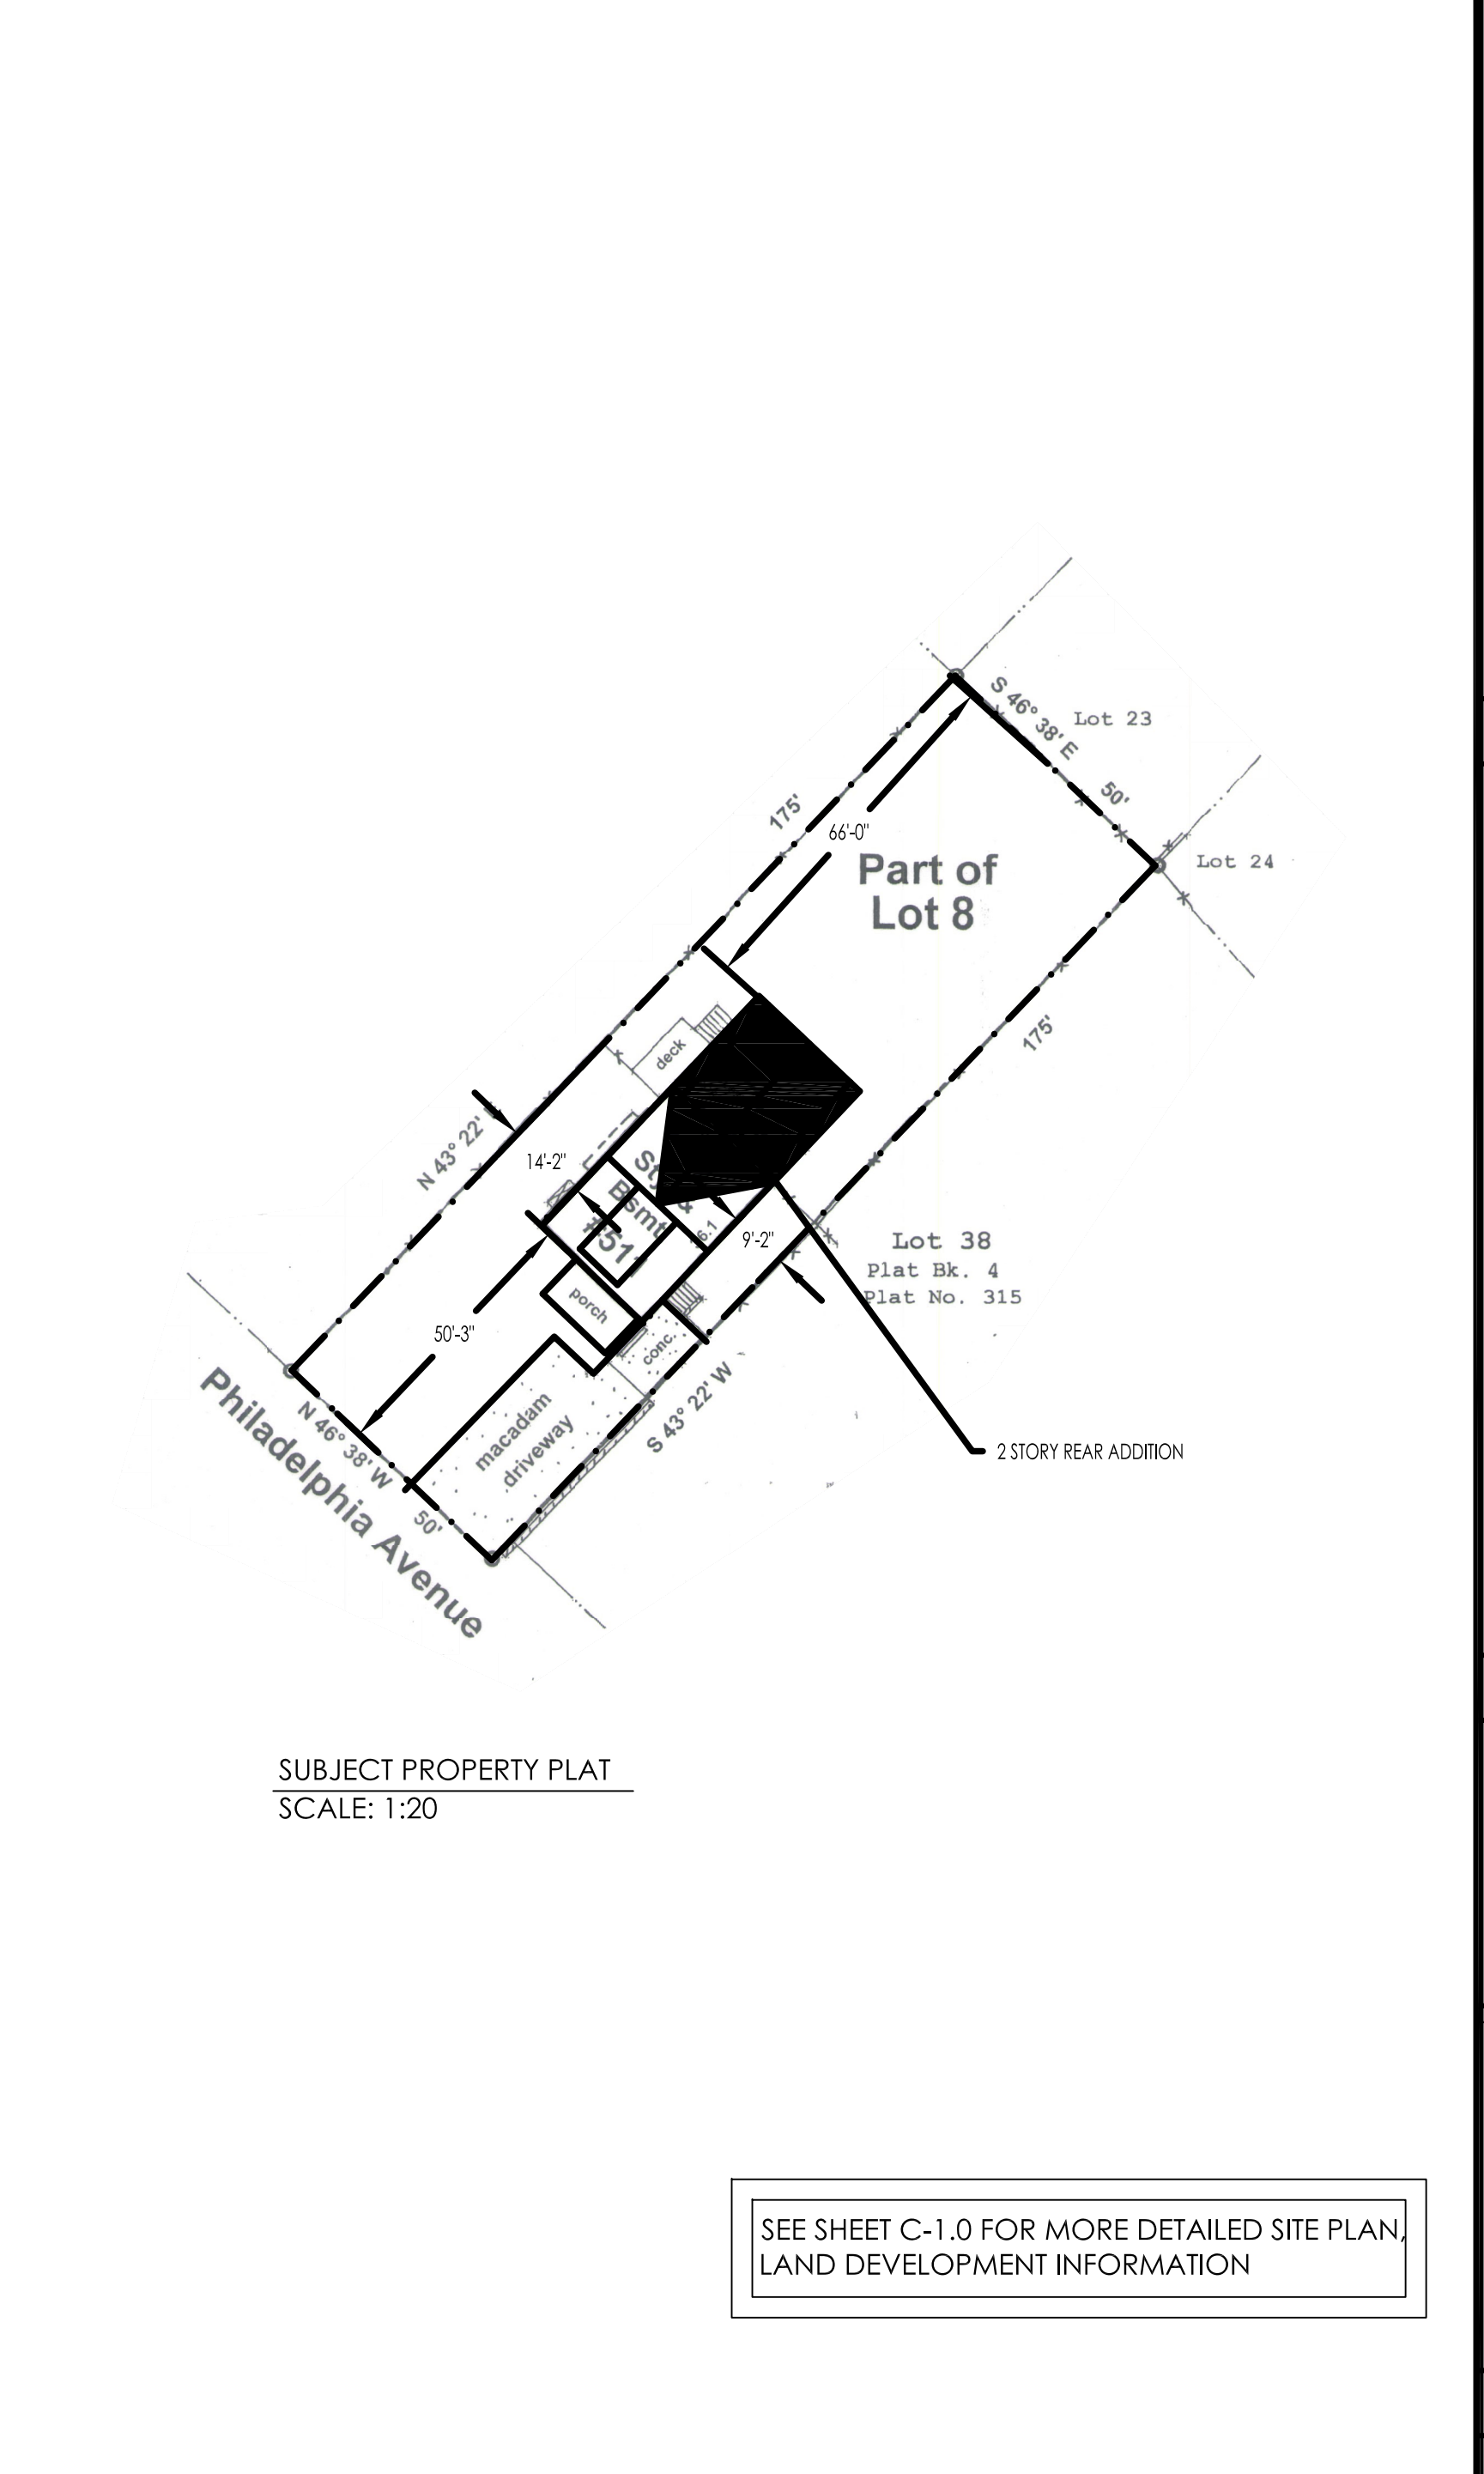 S 46° 38' E
Lot 23
50'
175'
66'-0"
Part of
Lot 8
Lot 24
175'
deck
N 43° 22'
14'-2"
Bsmt
9'-2"
Lot 38
Plat Bk. 4
Plat No. 315
porch
50'-3"
conc.
S 43° 22' W
macadam
driveway
N 46° 38' W
50'
Philadelphia Avenue
2 STORY REAR ADDITION
SUBJECT PROPERTY PLAT
SCALE: 1:20
SEE SHEET C-1.0 FOR MORE DETAILED SITE PLAN,
LAND DEVELOPMENT INFORMATION